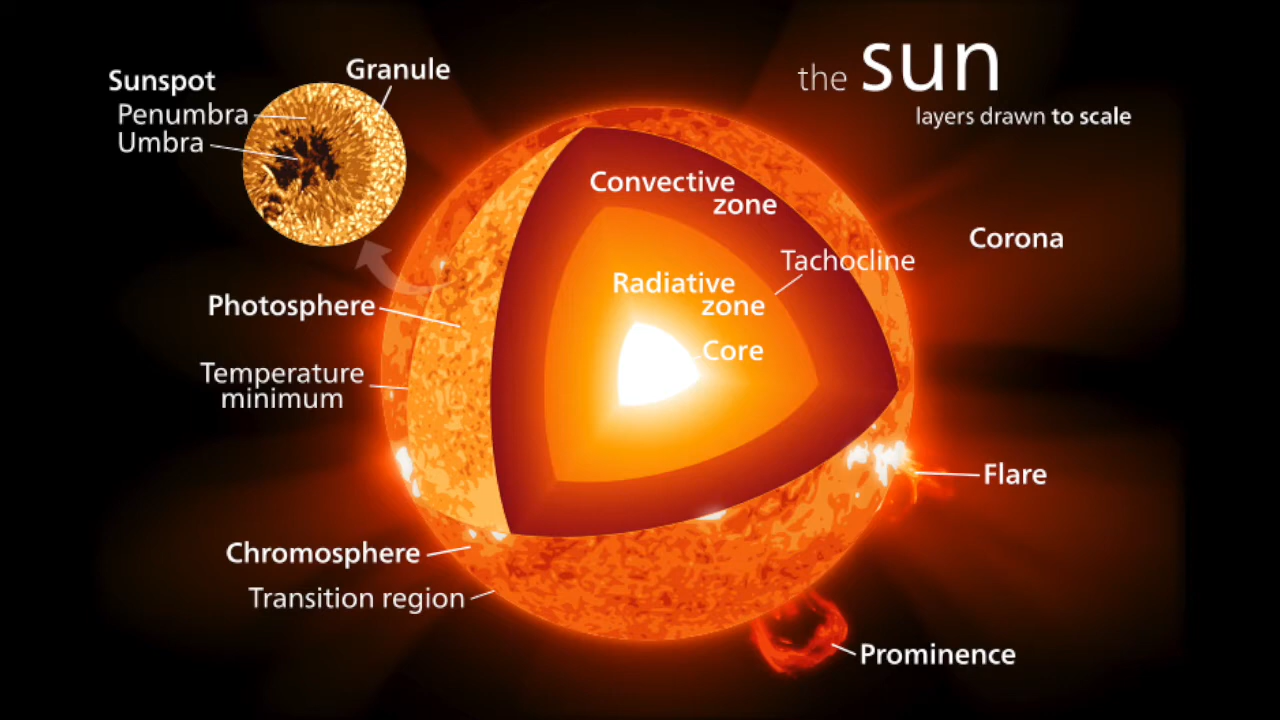 the sun
layers drawn to scale
Sunspot
Granule
Penumbra
Umbra
Convective
zone
Corona
Tachocline
Radiative
zone
Photosphere
Core
Temperature
minimum
Flare
Chromosphere
Transition region
Prominence